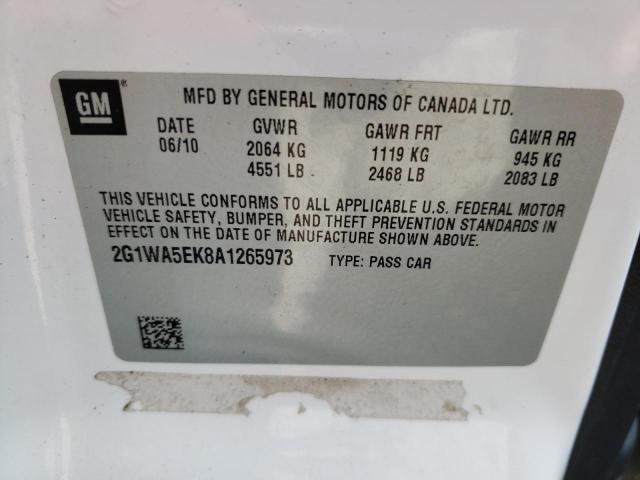 GM
MFD BY GENERAL MOTORS OF CANADA LTD.
DATE GVWR GAWR FRT GAWR RR
06/10 2064 KG 1119 KG 945 KG
4551 LB 2468 LB 2083 LB
THIS VEHICLE CONFORMS TO ALL APPLICABLE U.S. FEDERAL MOTOR
VEHICLE SAFETY, BUMPER, AND THEFT PREVENTION STANDARDS IN
EFFECT ON THE DATE OF MANUFACTURE SHOWN ABOVE.
2G1WA5EK8A1265973 TYPE: PASS CAR